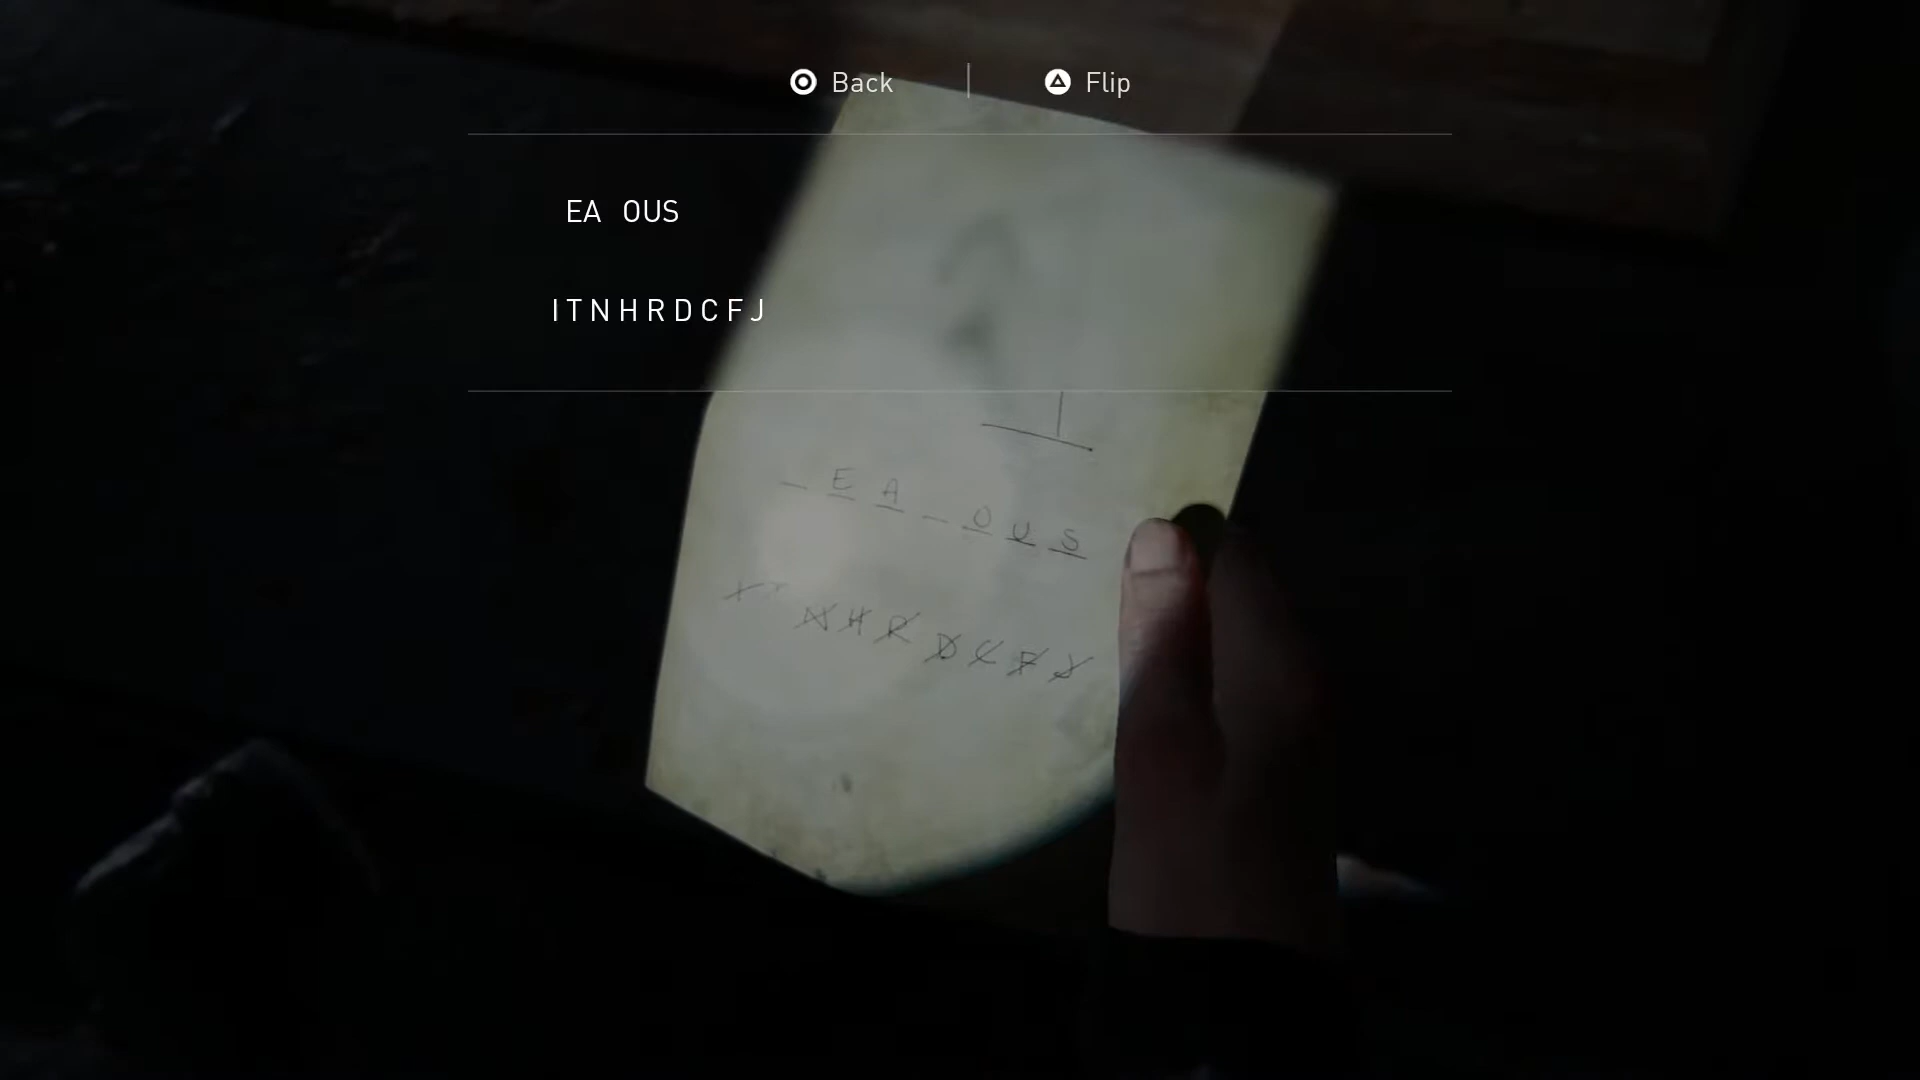 Back | Flip
EA OUS
ITNHRDCFJ
_ E A _ O U S
N H R D C F J